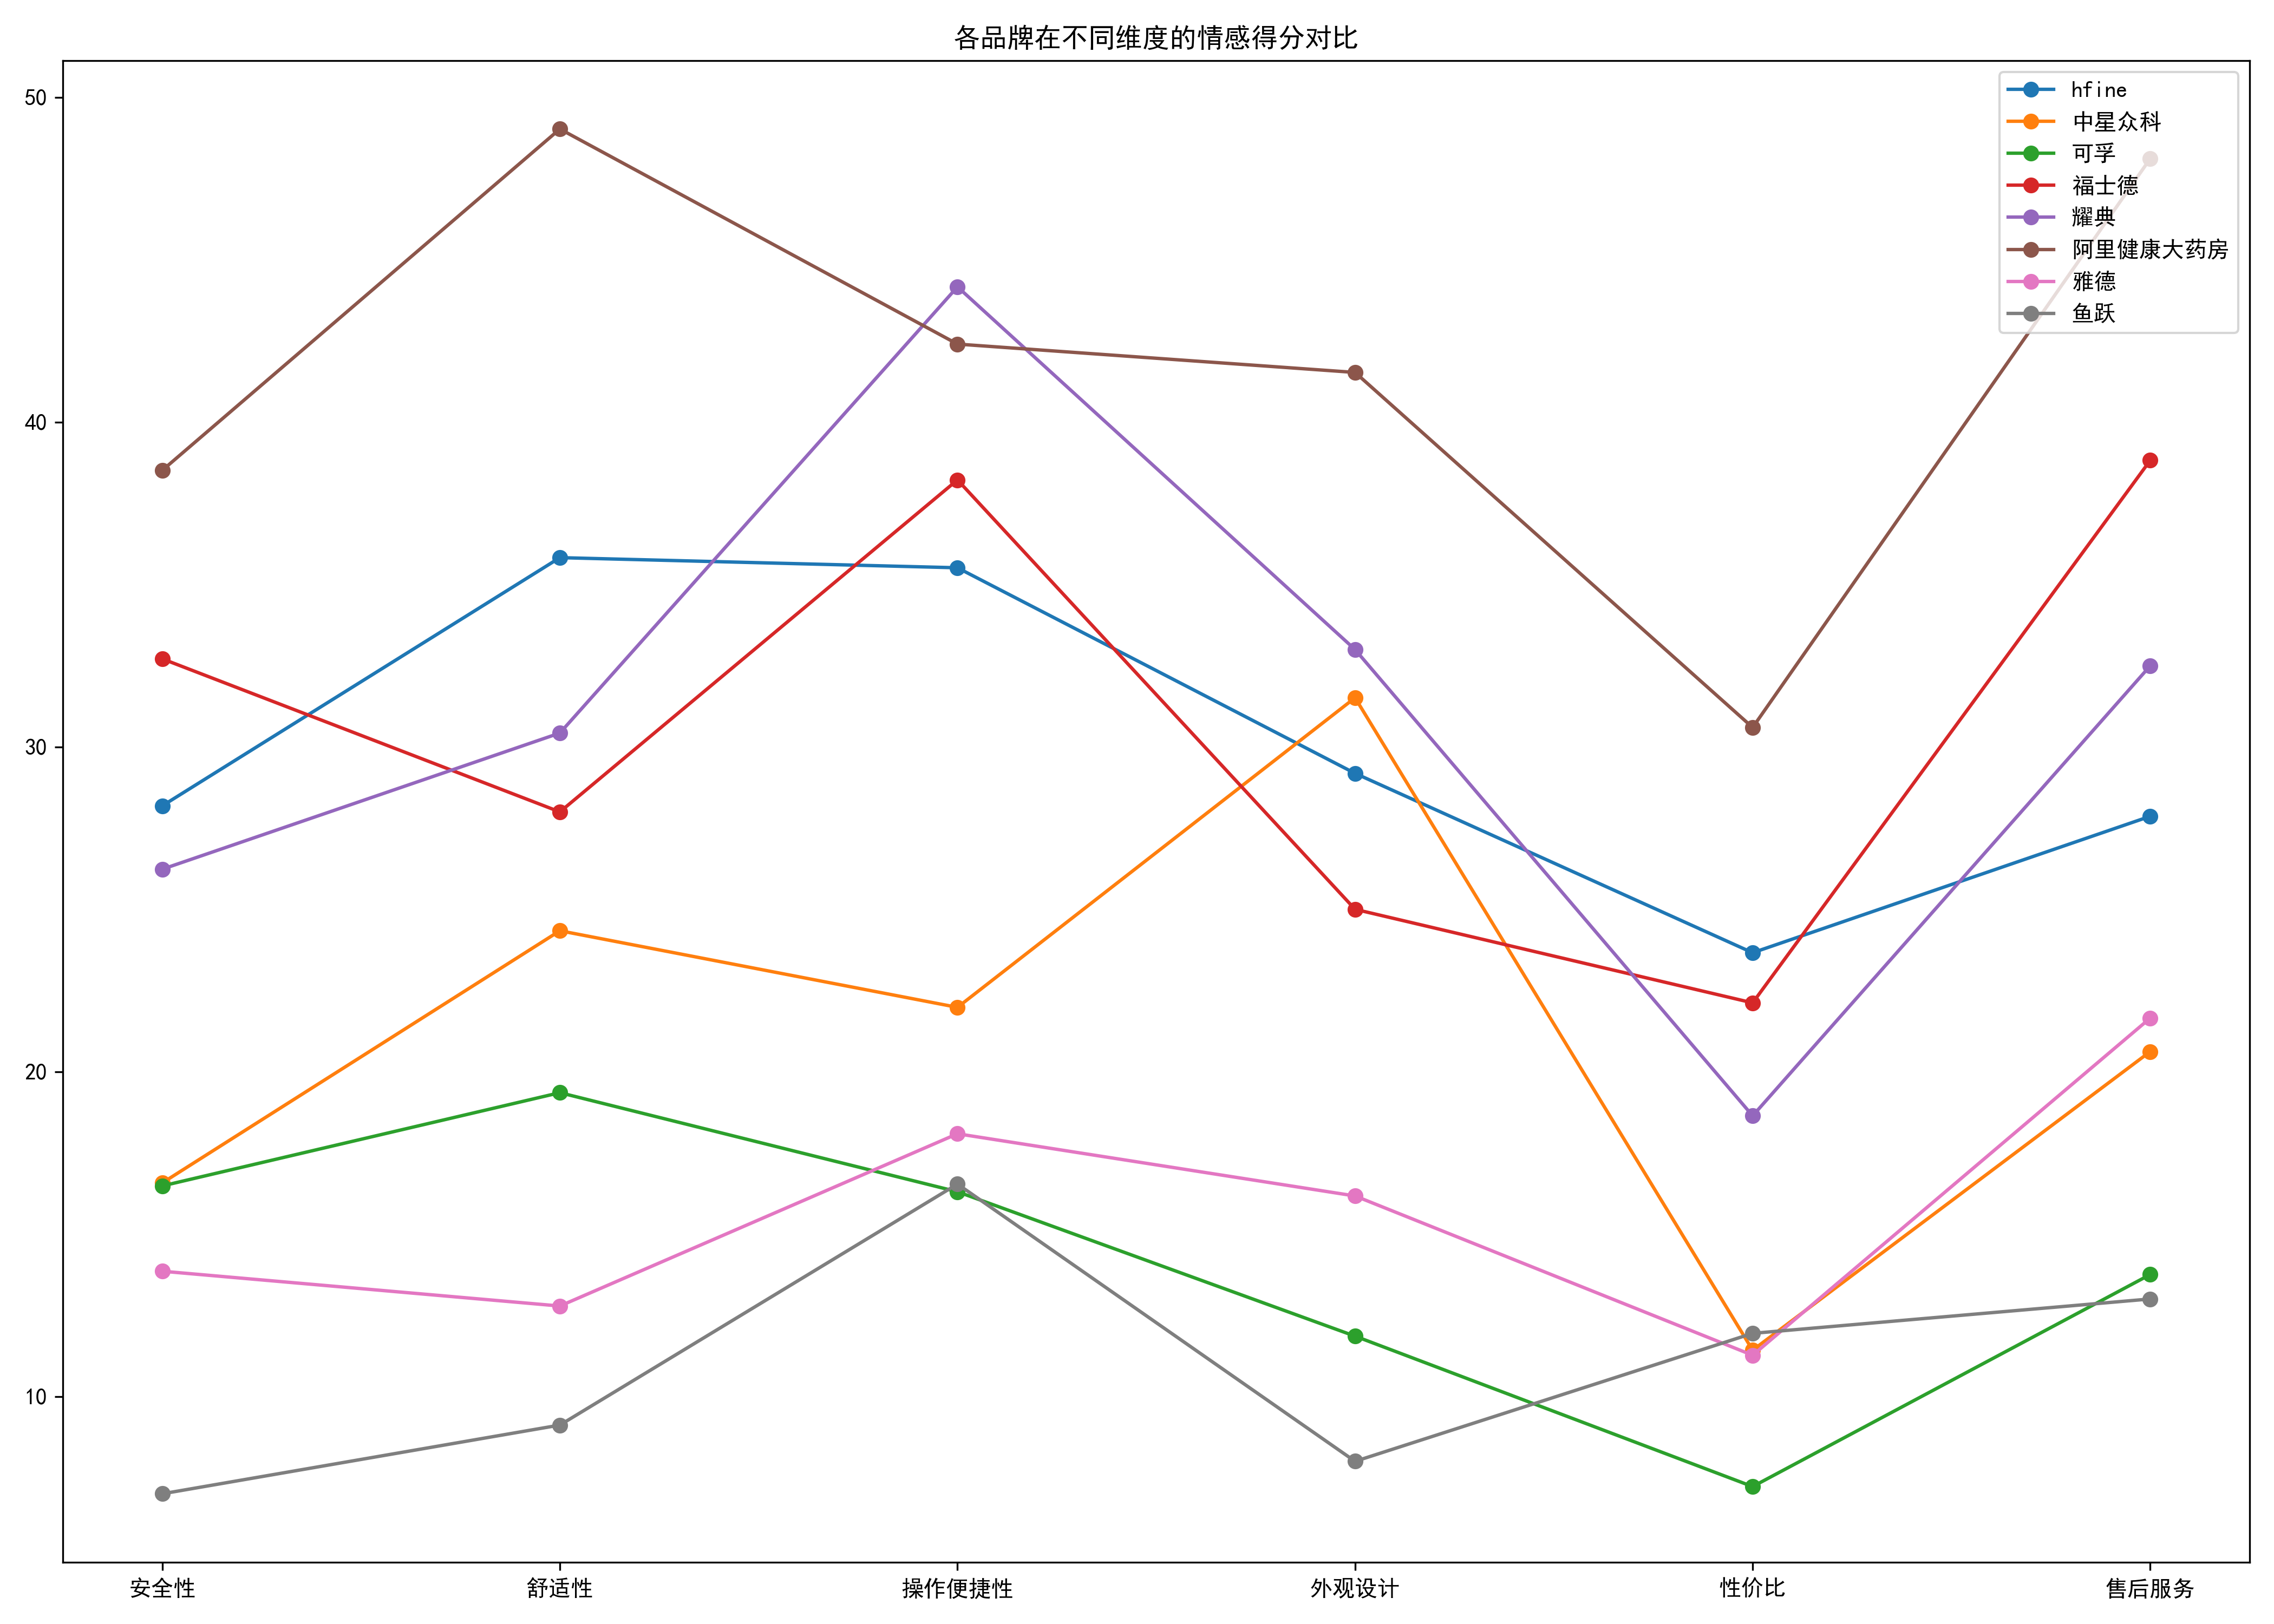 各品牌在不同维度的情感得分对比
50
40
30
20
10
hfine
中星众科
可孚
福士德
耀典
阿里健康大药房
雅德
鱼跃
安全性 舒适性 操作便捷性 外观设计 性价比 售后服务